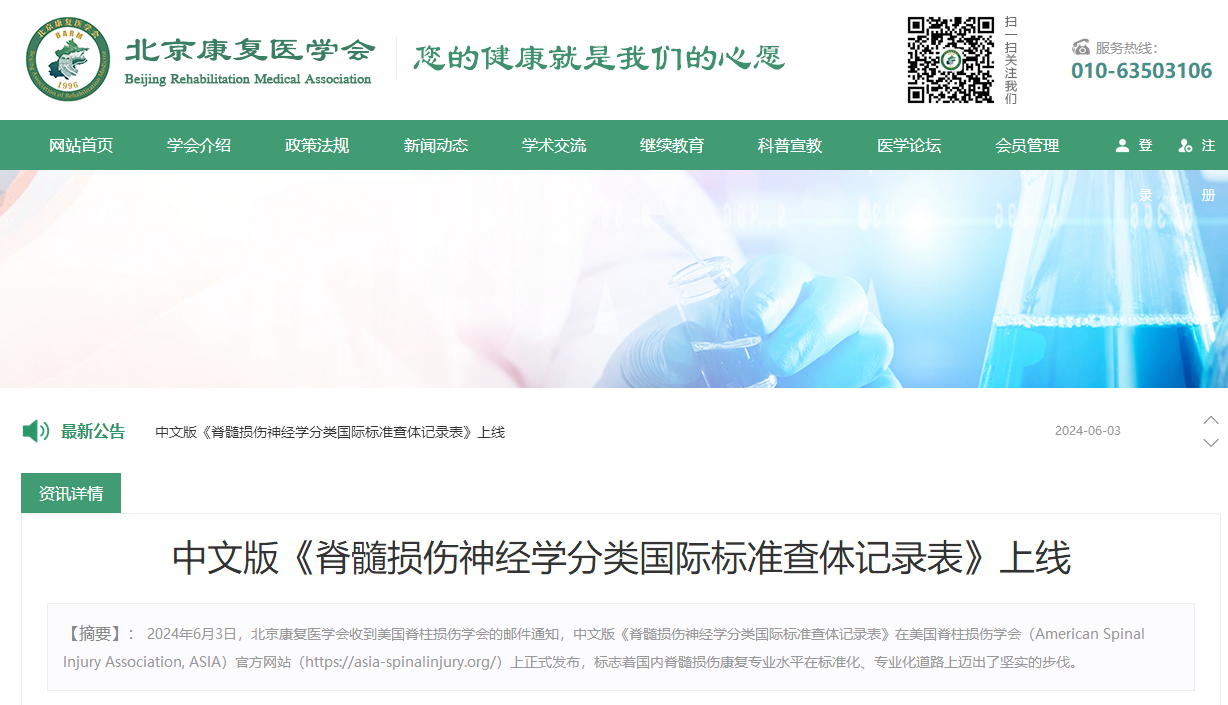 北京康复医学会
BARM
1996
北京康复医学会
Beijing Rehabilitation Medical Association
您的健康就是我们的心愿
扫一扫关注我们
服务热线：
010-63503106
网站首页 学会介绍 政策法规 新闻动态 学术交流 继续教育 科普宣教 医学论坛 会员管理 登录 注册
最新公告 中文版《脊髓损伤神经学分类国际标准查体记录表》上线 2024-06-03
资讯详情
中文版《脊髓损伤神经学分类国际标准查体记录表》上线
【摘要】： 2024年6月3日，北京康复医学会收到美国脊柱损伤学会的邮件通知，中文版《脊髓损伤神经学分类国际标准查体记录表》在美国脊柱损伤学会（American Spinal
Injury Association, ASIA）官方网站（https://asia-spinalinjury.org/）上正式发布，标志着国内脊髓损伤康复专业水平在标准化、专业化道路上迈出了坚实的步伐。